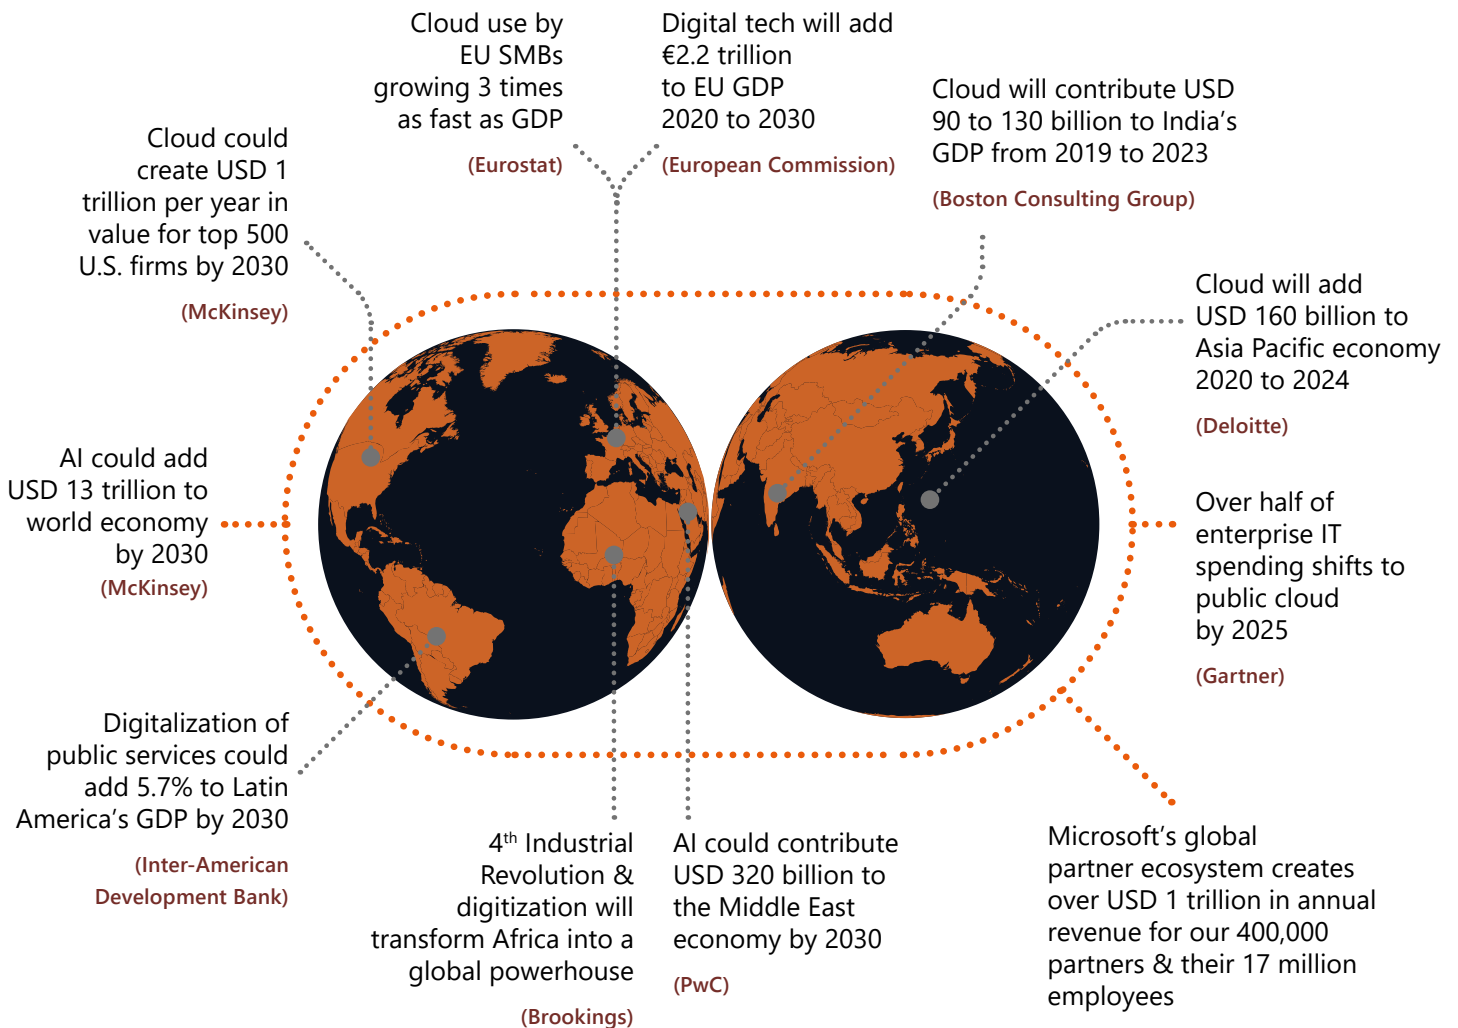 Cloud use by
EU SMBs
growing 3 times
as fast as GDP
(Eurostat)
Digital tech will add
€2.2 trillion
to EU GDP
2020 to 2030
(European Commission)
Cloud will contribute USD
90 to 130 billion to India’s
GDP from 2019 to 2023
(Boston Consulting Group)
Cloud could
create USD 1
trillion per year in
value for top 500
U.S. firms by 2030
(McKinsey)
Cloud will add
USD 160 billion to
Asia Pacific economy
2020 to 2024
(Deloitte)
AI could add
USD 13 trillion to
world economy
by 2030
(McKinsey)
Over half of
enterprise IT
spending shifts to
public cloud
by 2025
(Gartner)
Digitalization of
public services could
add 5.7% to Latin
America’s GDP by 2030
(Inter-American
Development Bank)
4th Industrial
Revolution &
digitization will
transform Africa into a
global powerhouse
(Brookings)
AI could contribute
USD 320 billion to
the Middle East
economy by 2030
(PwC)
Microsoft’s global
partner ecosystem creates
over USD 1 trillion in annual
revenue for our 400,000
partners & their 17 million
employees